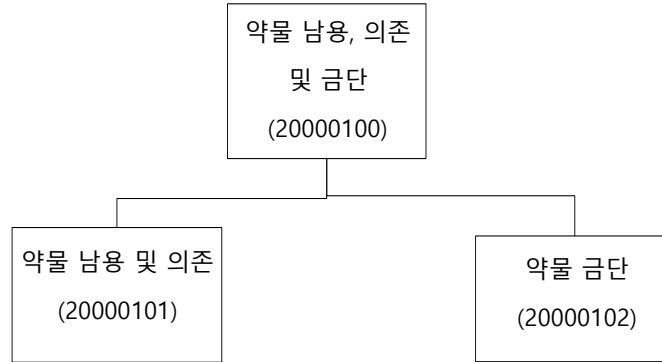 약물 남용, 의존
및 금단
(20000100)
약물 남용 및 의존
(20000101)
약물 금단
(20000102)